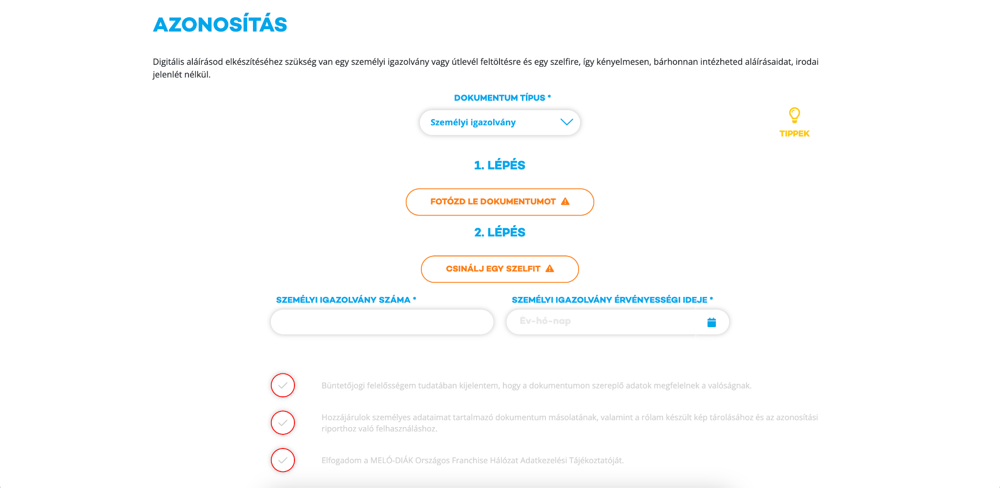 AZONOSÍTÁS
Digitális aláírásod elkészítéséhez szükség van egy személyi igazolvány vagy útlevél feltöltésre és egy szelfire, így kényelmesen, bárhonnan intézheted aláírásaidat, irodai
jelenlét nélkül.
DOKUMENTUM TÍPUS *
Személyi igazolvány
TIPPEK
1. LÉPÉS
FOTÓZD LE DOKUMENTUMOT
2. LÉPÉS
CSINÁLJ EGY SZELFIT
SZEMÉLYI IGAZOLVÁNY SZÁMA *
SZEMÉLYI IGAZOLVÁNY ÉRVÉNYESSÉGI IDEJE *
Év-hó-nap
Büntetőjogi felelősségem tudatában kijelentem, hogy a dokumentumon szereplő adatok megfelelnek a valóságnak.
Hozzájárulok személyes adataimat tartalmazó dokumentum másolatának, valamint a rólam készült kép tárolásához és az azonosítási
riporthoz való felhasználáshoz.
Elfogadom a MELÓ-DIÁK Országos Franchise Hálózat Adatkezelési Tájékoztatóját.